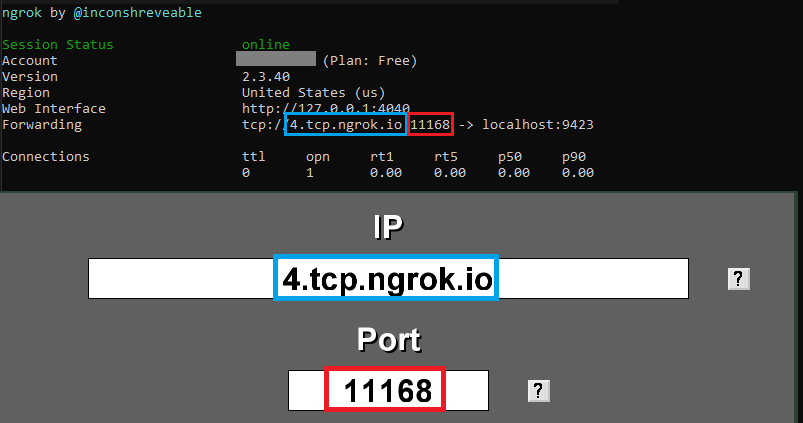 ngrok by @inconshreveable
Session Status online
Account (Plan: Free)
Version 2.3.40
Region United States (us)
Web Interface http://127.0.0.1:4040
Forwarding tcp://4.tcp.ngrok.io 11168 -> localhost:9423
Connections ttl opn rt1 rt5 p50 p90
0 1 0.00 0.00 0.00 0.00
IP
4.tcp.ngrok.io ?
Port
11168 ?